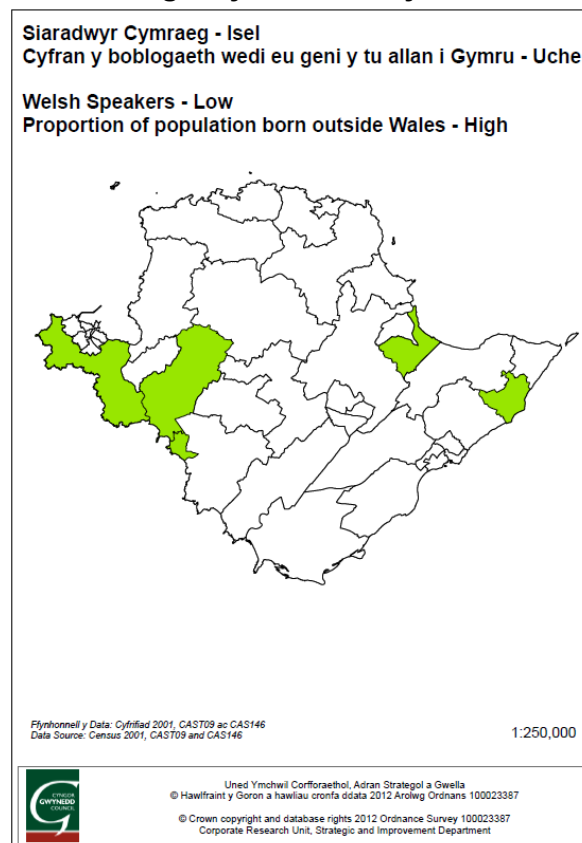 Siaradwyr Cymraeg - Isel
Cyfran y boblogaeth wedi eu geni y tu allan i Gymru - Uche
Welsh Speakers - Low
Proportion of population born outside Wales - High
Ffynhonnell y Data: Cyfrifiad 2001, CAST09 ac CAS146
Data Source: Census 2001, CAST09 and CAS146
1:250,000
CYNGOR
GWYNEDD
COUNCIL
Uned Ymchwil Corfforaethol, Adran Strategol a Gwella
© Hawlfraint y Goron a hawliau cronfa ddata 2012 Arolwg Ordnans 100023387
© Crown copyright and database rights 2012 Ordnance Survey 100023387
Corporate Research Unit, Strategic and Improvement Department